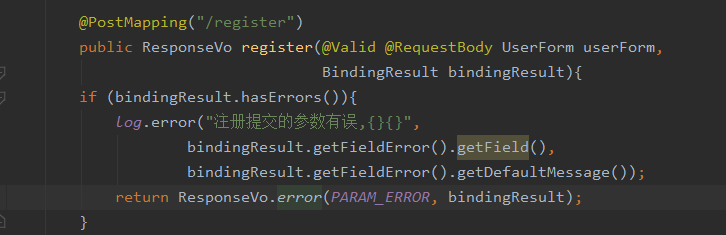 @PostMapping("/register")
public ResponseVo register(@Valid @RequestBody UserForm userForm,
BindingResult bindingResult){
if (bindingResult.hasErrors()){
log.error("注册提交的参数有误,{}{}",
bindingResult.getFieldError().getField(),
bindingResult.getFieldError().getDefaultMessage());
return ResponseVo.error(PARAM_ERROR, bindingResult);
}